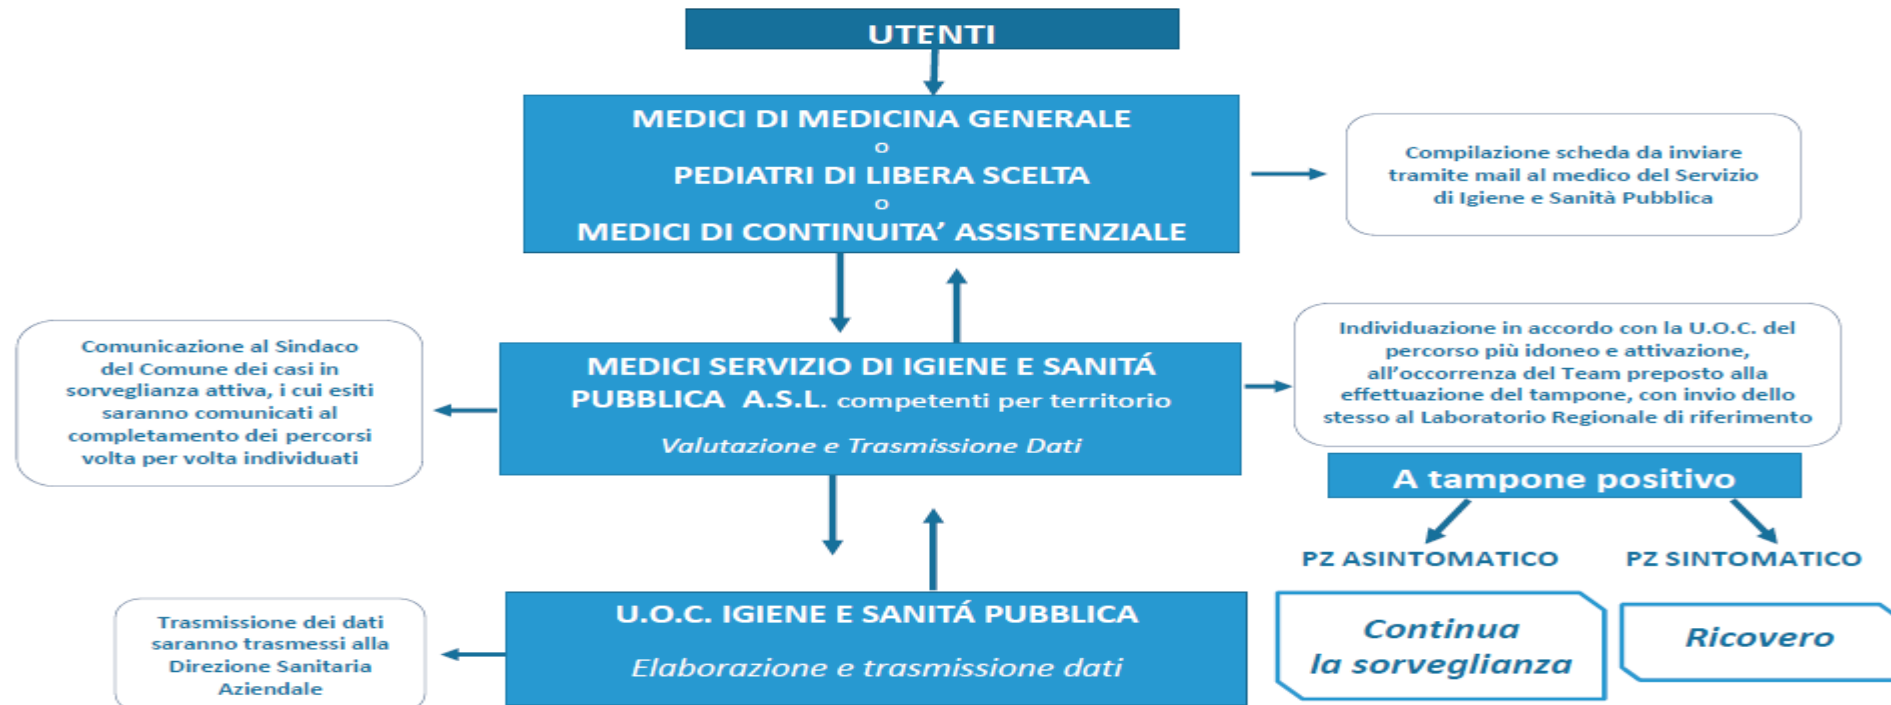 UTENTI
MEDICI DI MEDICINA GENERALE
o
PEDIATRI DI LIBERA SCELTA
o
MEDICI DI CONTINUITA’ ASSISTENZIALE
Compilazione scheda da inviare
tramite mail al medico del Servizio
di Igiene e Sanità Pubblica
Comunicazione al Sindaco
del Comune dei casi in
sorveglianza attiva, i cui esiti
saranno comunicati al
completamento dei percorsi
volta per volta individuati
MEDICI SERVIZIO DI IGIENE E SANITÁ
PUBBLICA A.S.L. competenti per territorio
Valutazione e Trasmissione Dati
Individuazione in accordo con la U.O.C. del
percorso più idoneo e attivazione,
all’occorrenza del Team preposto alla
effettuazione del tampone, con invio dello
stesso al Laboratorio Regionale di riferimento
A tampone positivo
PZ ASINTOMATICO
PZ SINTOMATICO
Continua
la sorveglianza
Ricovero
Trasmissione dei dati
saranno trasmessi alla
Direzione Sanitaria
Aziendale
U.O.C. IGIENE E SANITÁ PUBBLICA
Elaborazione e trasmissione dati